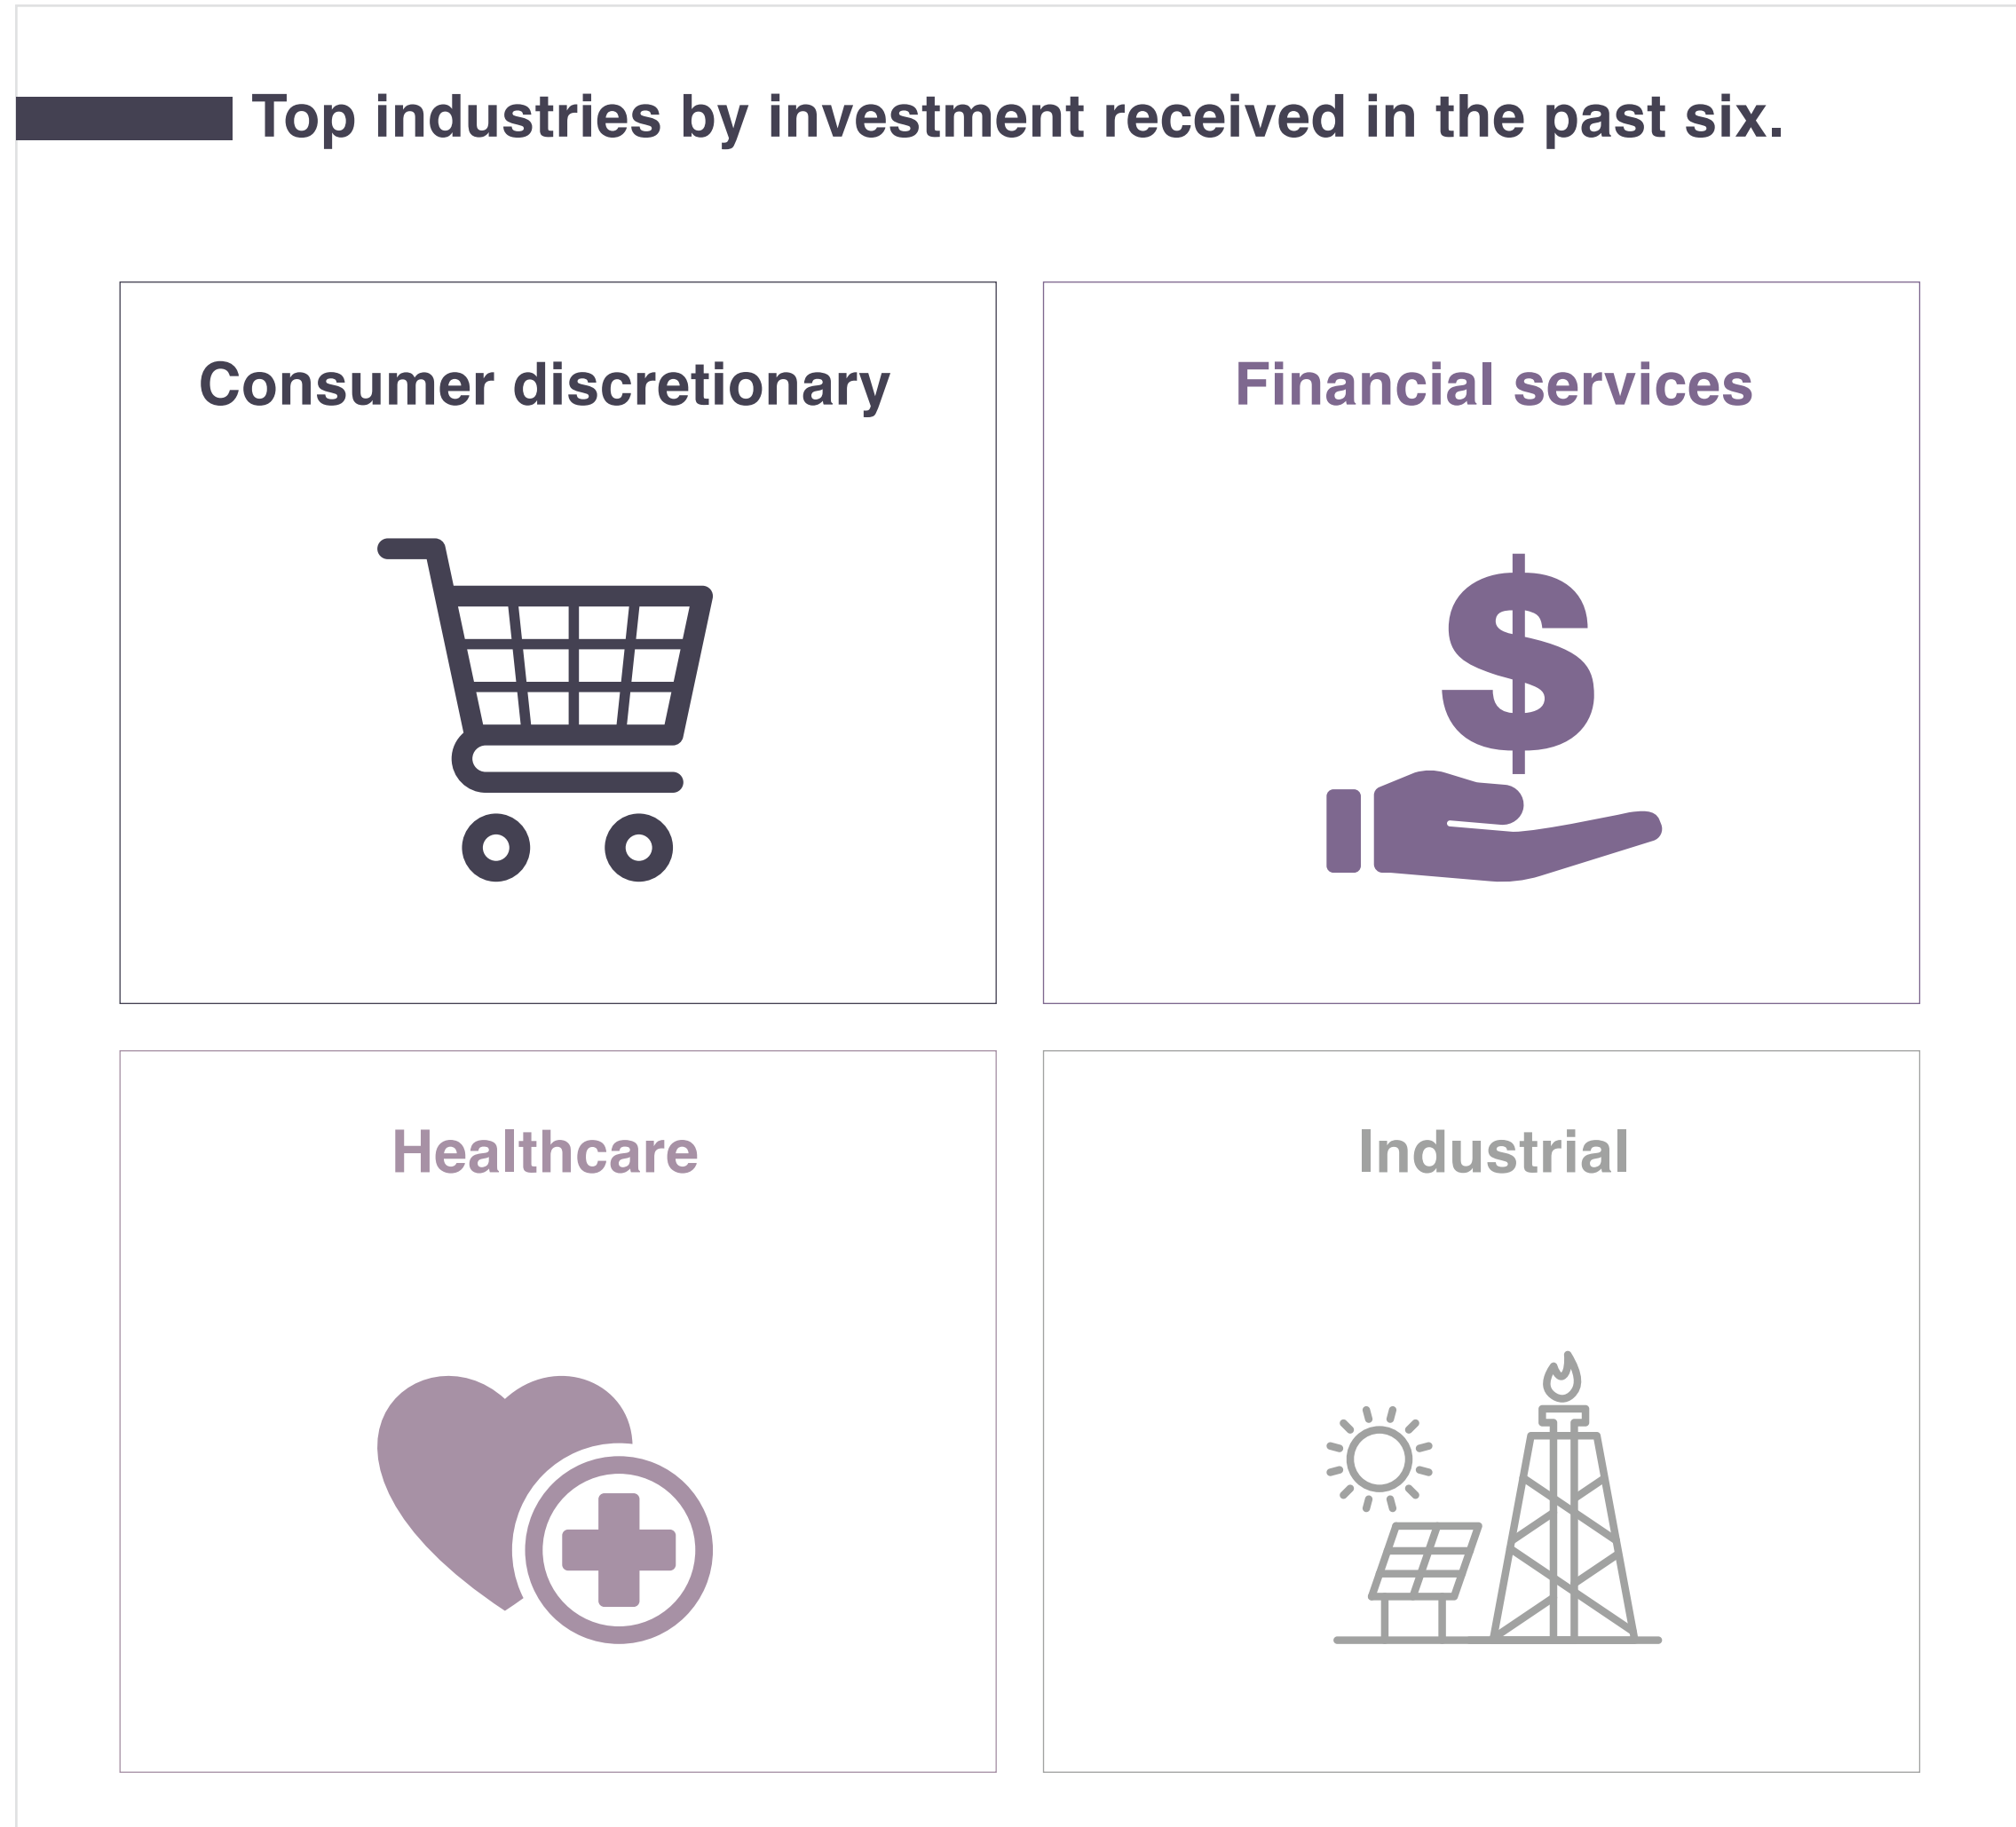 Top industries by investment received in the past six.
Consumer discretionary
Financial services
Healthcare
Industrial